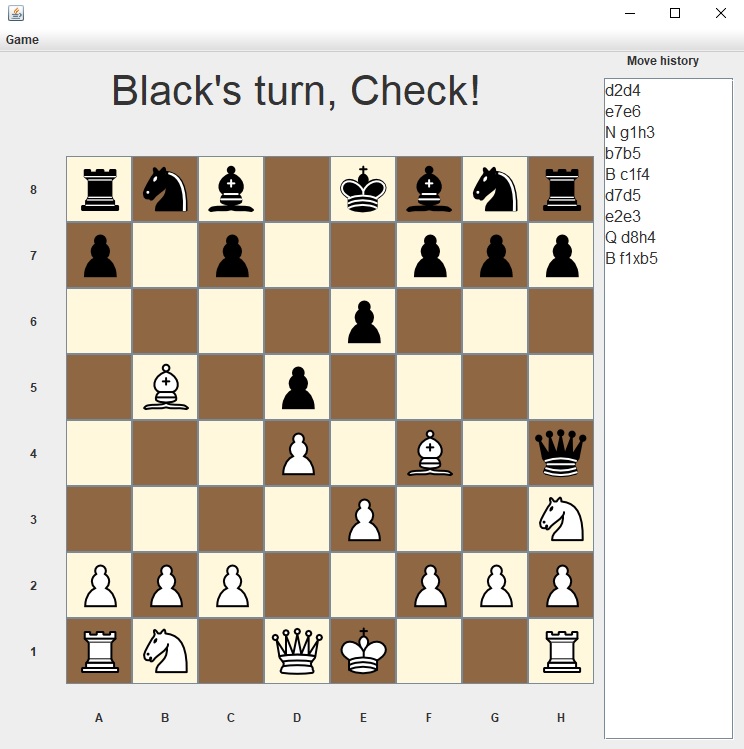 Game
Black's turn, Check!
Move history
d2d4
e7e6
N g1h3
b7b5
B c1f4
d7d5
e2e3
Q d8h4
B f1xb5
8
7
6
5
4
3
2
1
A B C D E F G H